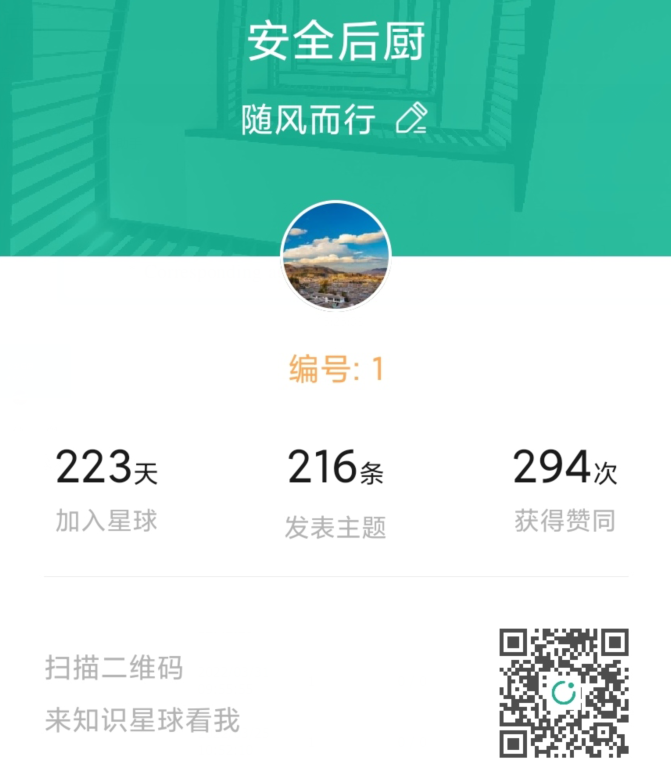 安全后厨
随风而行
编号: 1
223天 216条 294次
加入星球 发表主题 获得赞同
扫描二维码
来知识星球看我